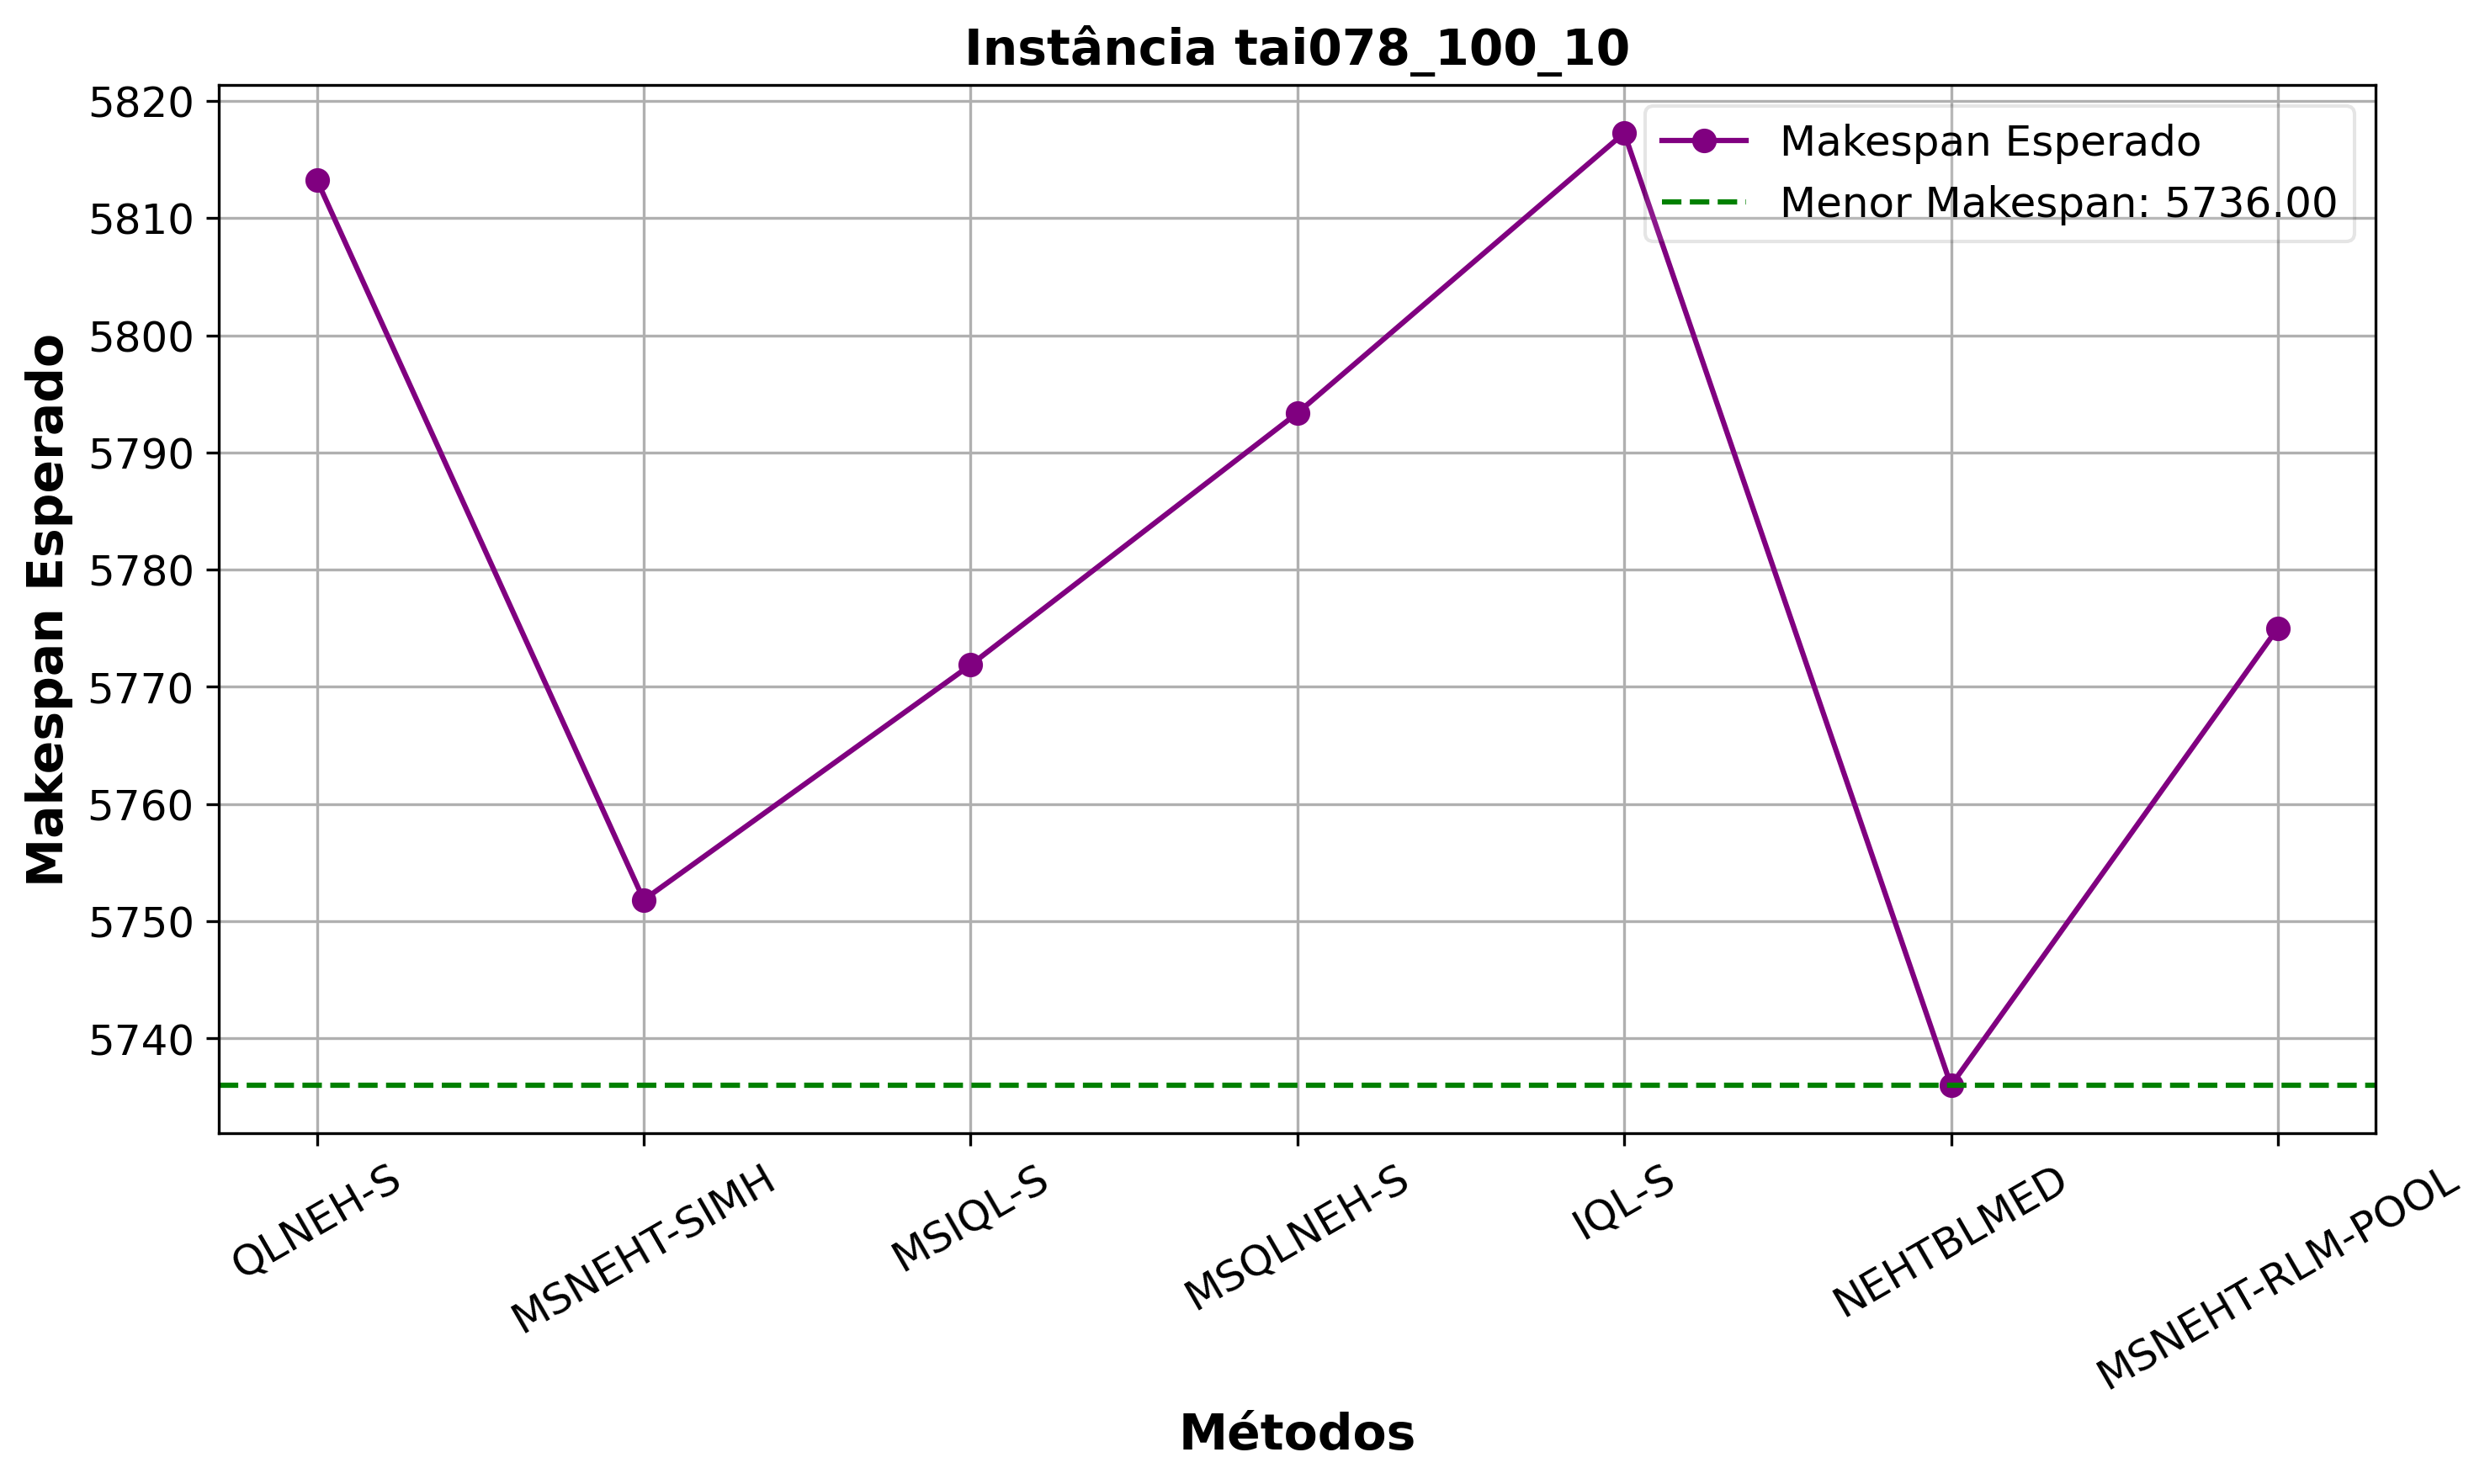 Instância tai078_100_10
Makespan Esperado
5820
5810
5800
5790
5780
5770
5760
5750
5740
Makespan Esperado
Menor Makespan: 5736.00
QLNEH-S
MSNEHT-SIMH
MSIQL-S
MSQLNEH-S
IQL-S
NEHTBLMED
MSNEHT-RLM-POOL
Métodos